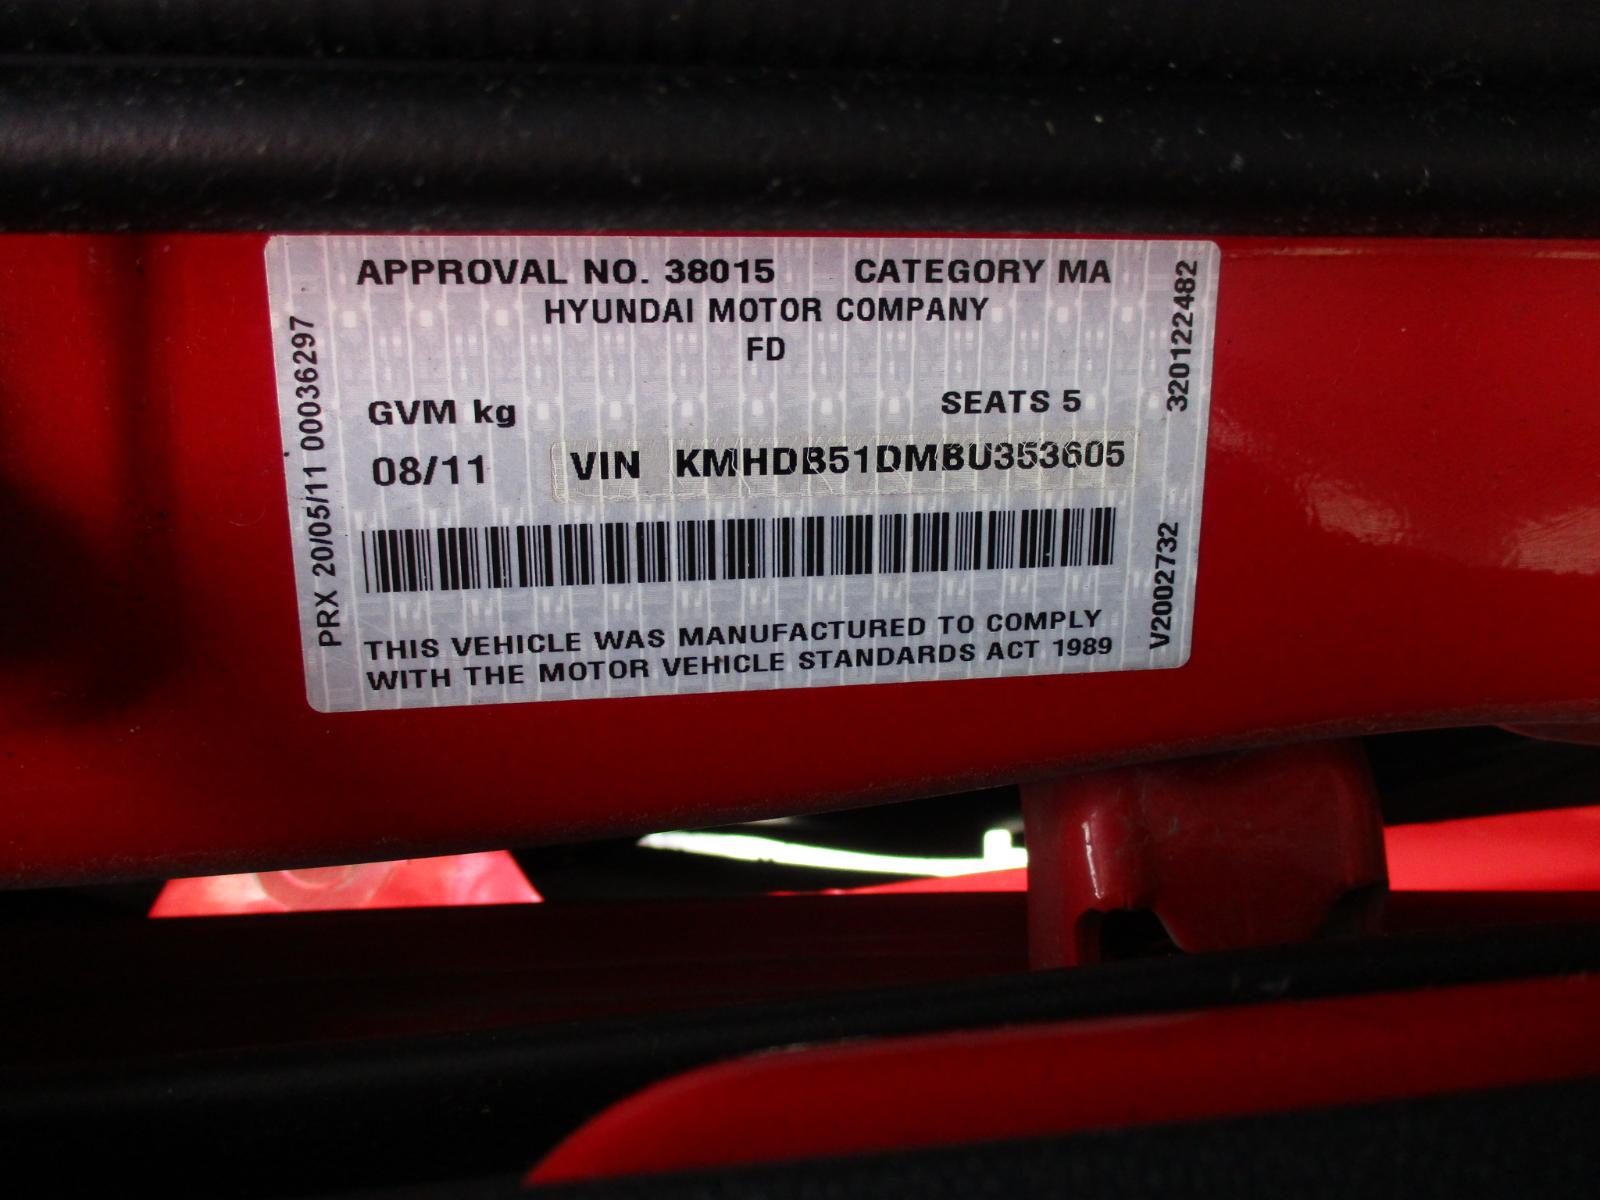 APPROVAL NO. 38015 CATEGORY MA
HYUNDAI MOTOR COMPANY
FD
GVM kg SEATS 5
08/11 VIN KMHDB51DMBU353605
THIS VEHICLE WAS MANUFACTURED TO COMPLY
WITH THE MOTOR VEHICLE STANDARDS ACT 1989
PRX 20/05/11 00036297
V2002732 320122482